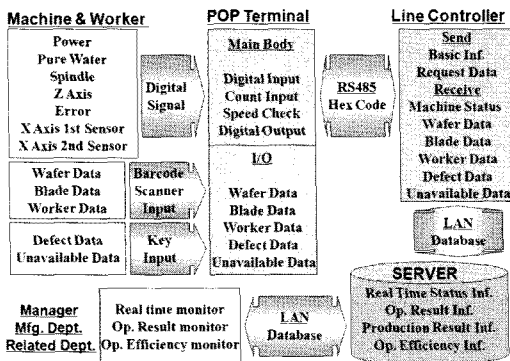 Machine & Worker
Power
Pure Water
Spindle
Z Axis
Error
X Axis 1st Sensor
X Axis 2nd Sensor
Wafer Data
Blade Data
Worker Data
Defect Data
Unavailable Data
Digital
Signal
Barcode
Scanner
Input
Key
Input
POP Terminal
Main Body
Digital Input
Count Input
Speed Check
Digital Output
I/O
Wafer Data
Blade Data
Worker Data
Defect Data
Unavailable Data
RS485
Hex Code
Line Controller
Send
Basic Inf.
Request Data
Receive
Machine Status
Wafer Data
Blade Data
Worker Data
Defect Data
Unavailable Data
LAN
Database
SERVER
Real Time Status Inf.
Op. Result Inf.
Production Result Inf.
Op. Efficiency Inf.
LAN
Database
Real time monitor
Op. Result monitor
Op. Efficiency monitor
Manager
Mfg. Dept.
Related Dept.